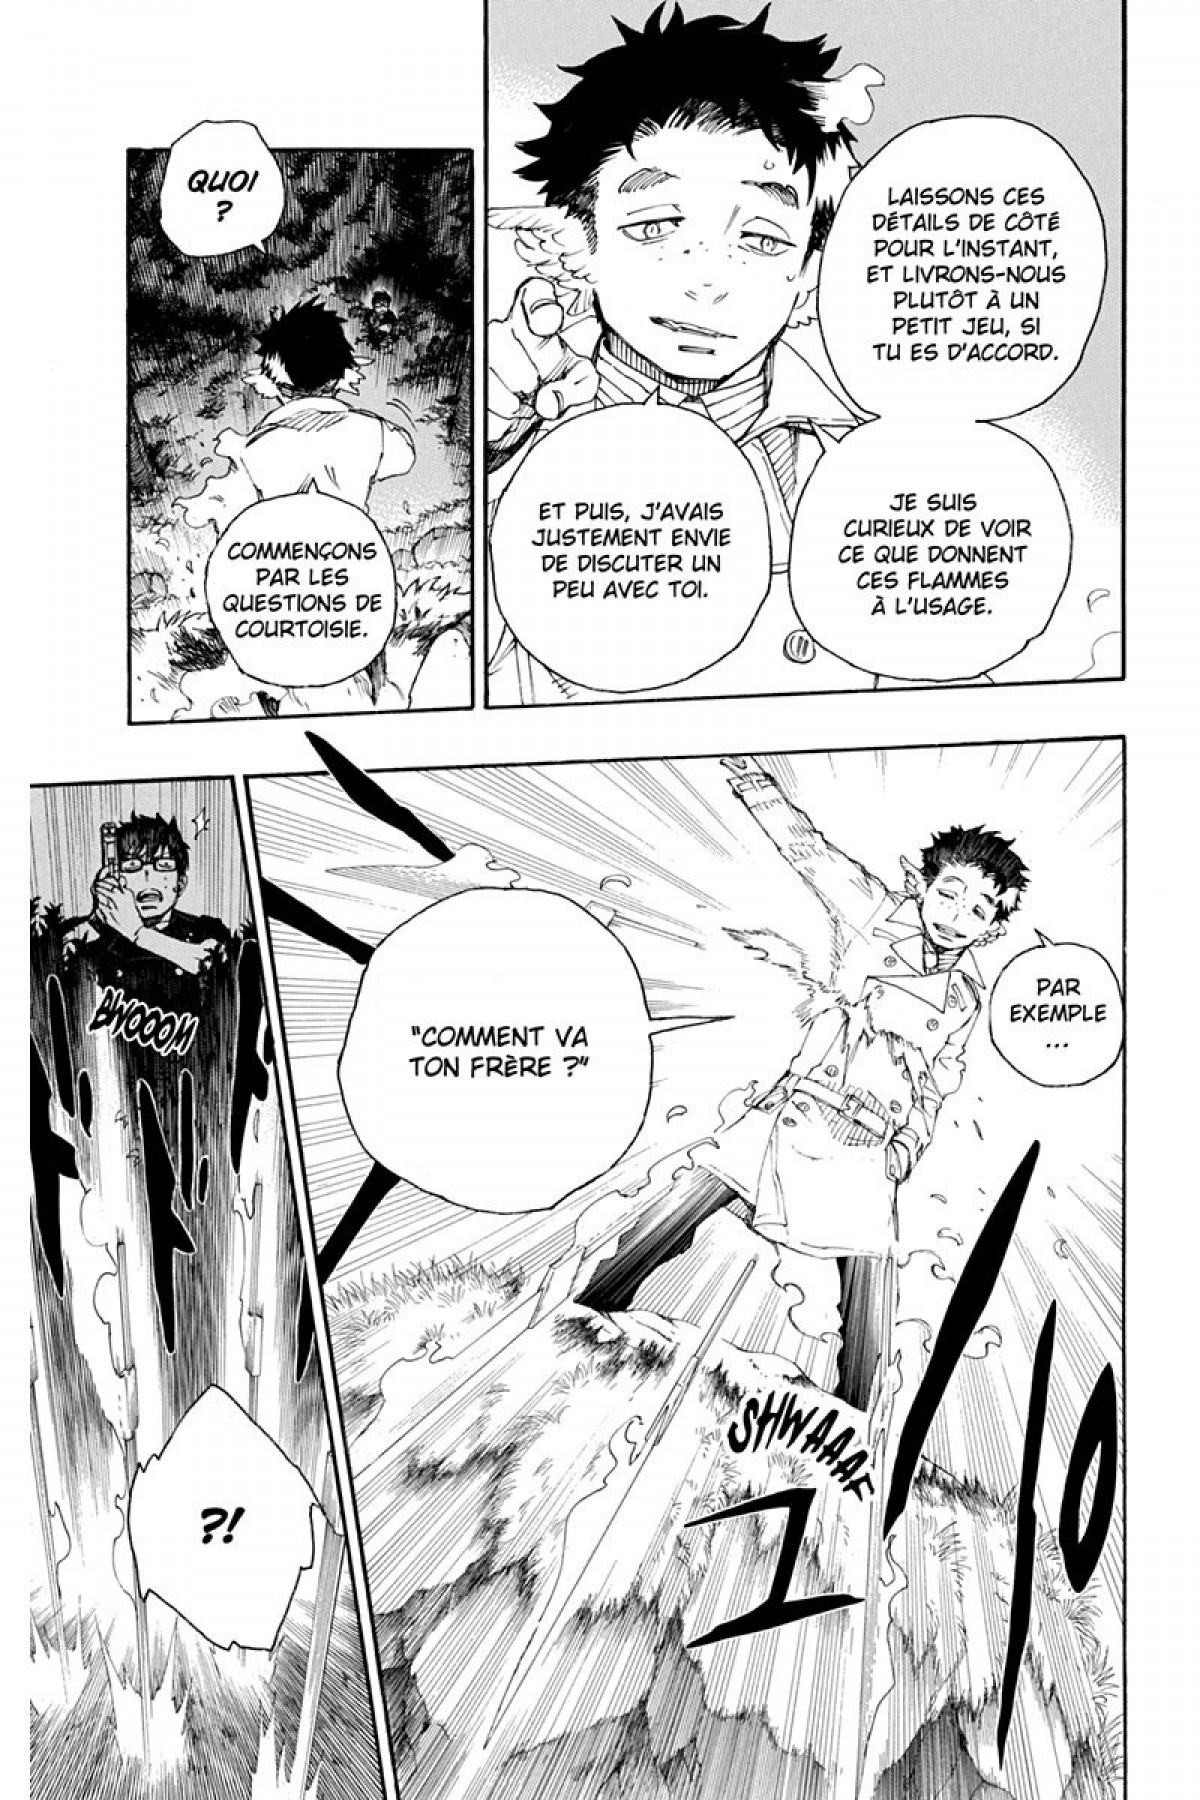 LAISSONS CES
DÉTAILS DE CÔTÉ
POUR L'INSTANT,
ET LIVRONS-NOUS
PLUTÔT À UN
PETIT JEU, SI
TU ES D'ACCORD.
JE SUIS
CURIEUX DE VOIR
CE QUE DONNENT
CES FLAMMES
À L'USAGE.
ET PUIS, J'AVAIS
JUSTEMENT ENVIE
DE DISCUTER UN
PEU AVEC TOI.
QUOI
?
COMMENÇONS
PAR LES
QUESTIONS DE
COURTOISIE.
PAR
EXEMPLE
...
"COMMENT VA
TON FRÈRE ?"
SHWAAAF
BWOOOM
?!